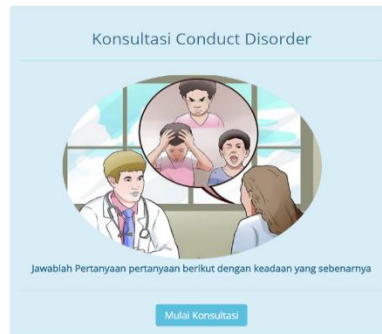 Konsultasi Conduct Disorder
Jawablah Pertanyaan pertanyaan berikut dengan keadaan yang sebenarnya
Mulai Konsultasi